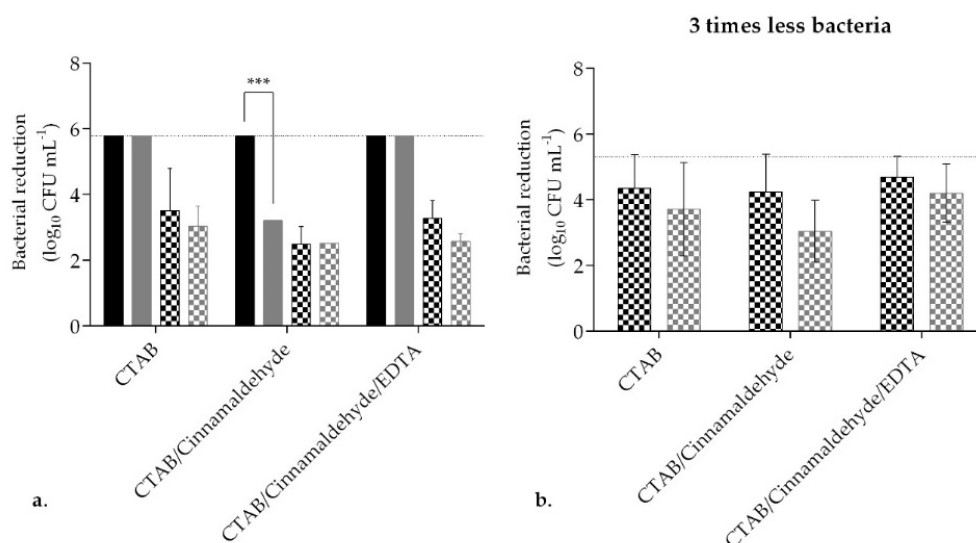 8
6
4
2
0
Bacterial reduction
(log₁₀ CFU mL⁻¹)
***
CTAB
CTAB/Cinnamaldehyde
CTAB/Cinnamaldehyde/EDTA
a.
3 times less bacteria
8
6
4
2
0
Bacterial reduction
(log₁₀ CFU mL⁻¹)
CTAB
CTAB/Cinnamaldehyde
CTAB/Cinnamaldehyde/EDTA
b.